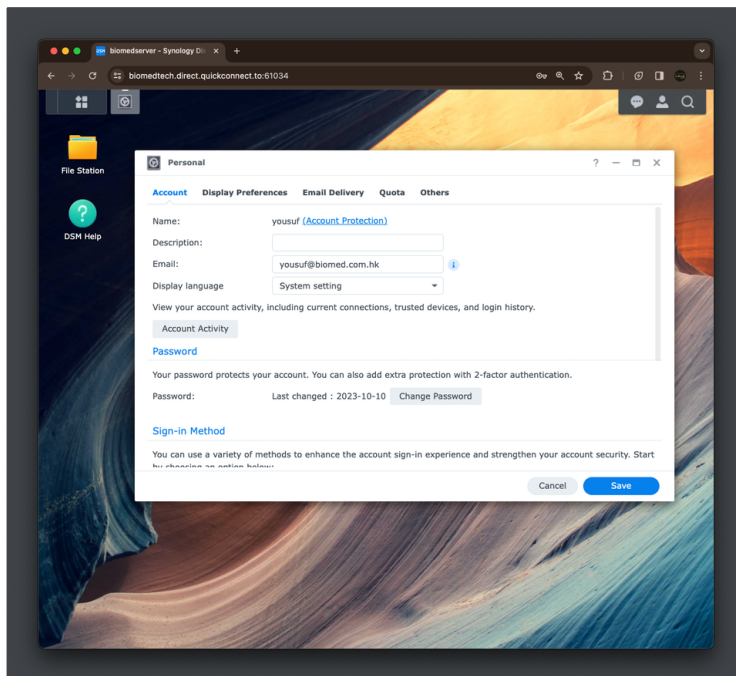 biomedserver - Synology Di
biomedtech.direct.quickconnect.to:61034
File Station
DSM Help
Personal
Account Display Preferences Email Delivery Quota Others
Name: yousuf (Account Protection)
Description:
Email: yousuf@biomed.com.hk
Display language System setting
View your account activity, including current connections, trusted devices, and login history.
Account Activity
Password
Your password protects your account. You can also add extra protection with 2-factor authentication.
Password: Last changed : 2023-10-10 Change Password
Sign-in Method
You can use a variety of methods to enhance the account sign-in experience and strengthen your account security. Start
by choosing an option below:
Cancel Save